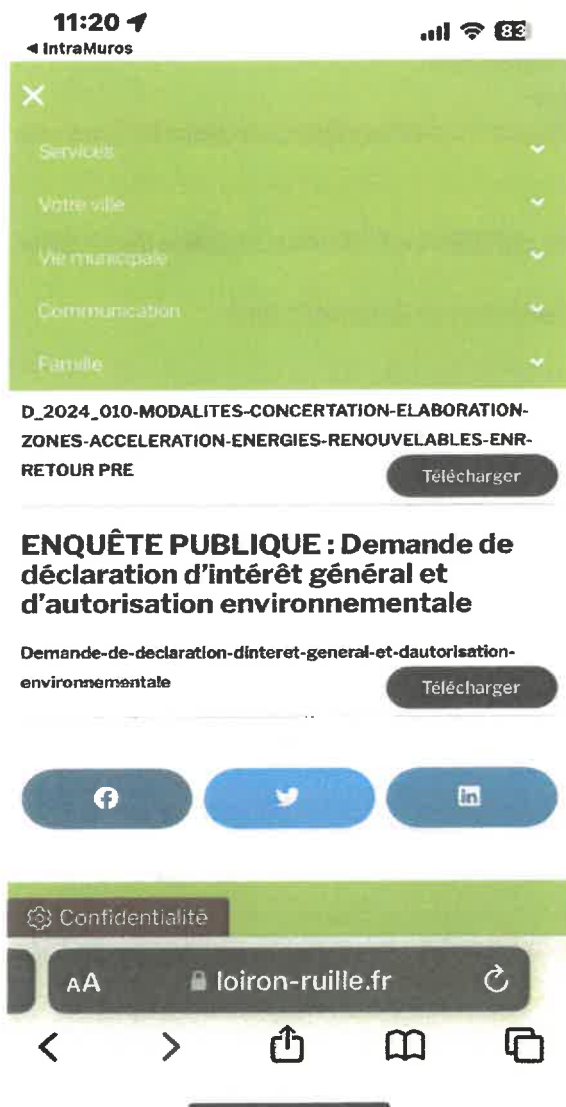 11:20
◀ IntraMuros
83
Services
Votre ville
Vie municipale
Communication
Famille
D_2024_010-MODALITES-CONCERTATION-ELABORATION-
ZONES-ACCELERATION-ENERGIES-RENOUVELABLES-ENR-
RETOUR PRE
Télécharger
ENQUÊTE PUBLIQUE : Demande de
déclaration d'intérêt général et
d'autorisation environnementale
Demande-de-declaration-dinteret-general-et-dautorisation-
environnementale
Télécharger
in
Confidentialité
AA
loiron-ruille.fr